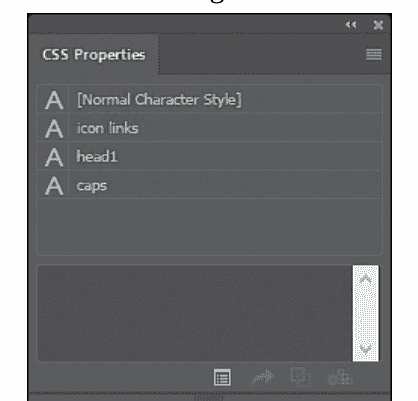 CSS Properties
[Normal Character Style]
icon links
head1
caps